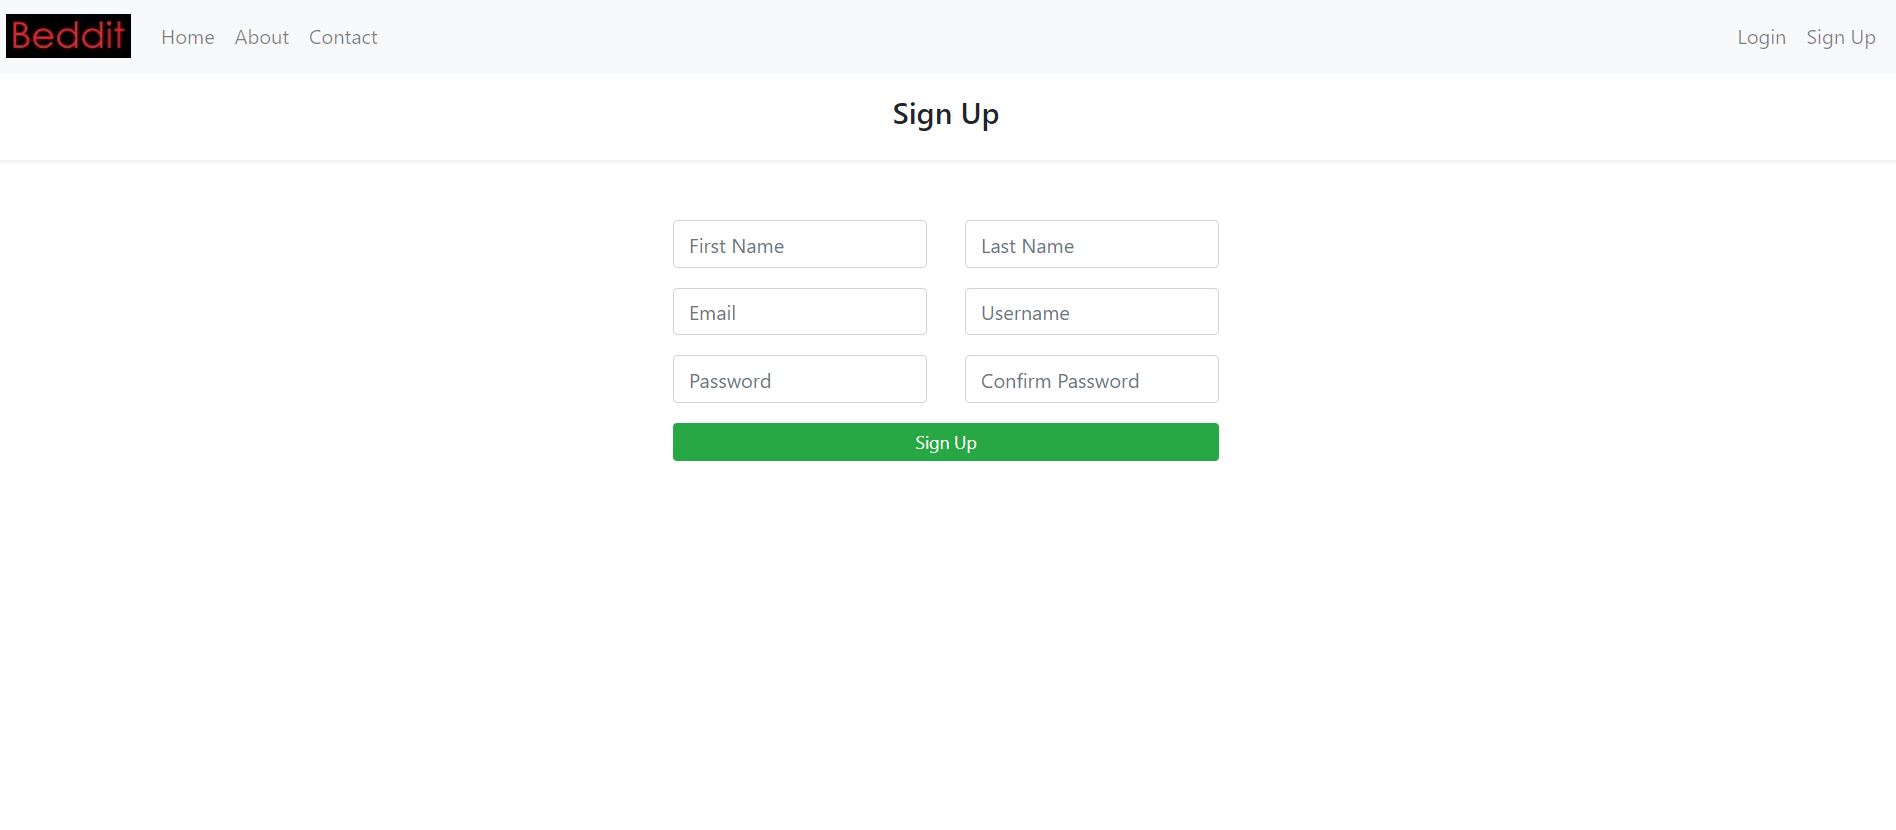 Beddit Home About Contact Login Sign Up
Sign Up
First Name Last Name
Email Username
Password Confirm Password
Sign Up